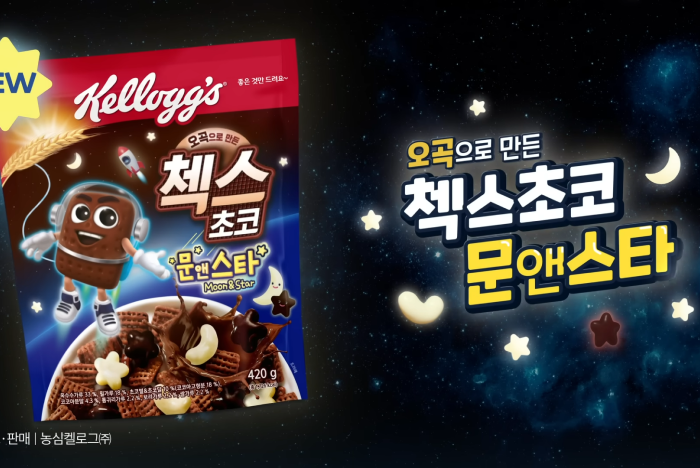 EW
Kellogg's
좋은 것만 드려요~
오곡으로 만든
첵스
초코
문앤스타
Moon&Star
420 g
오곡으로 만든
첵스초코
문앤스타
·판매 | 농심켈로그㈜